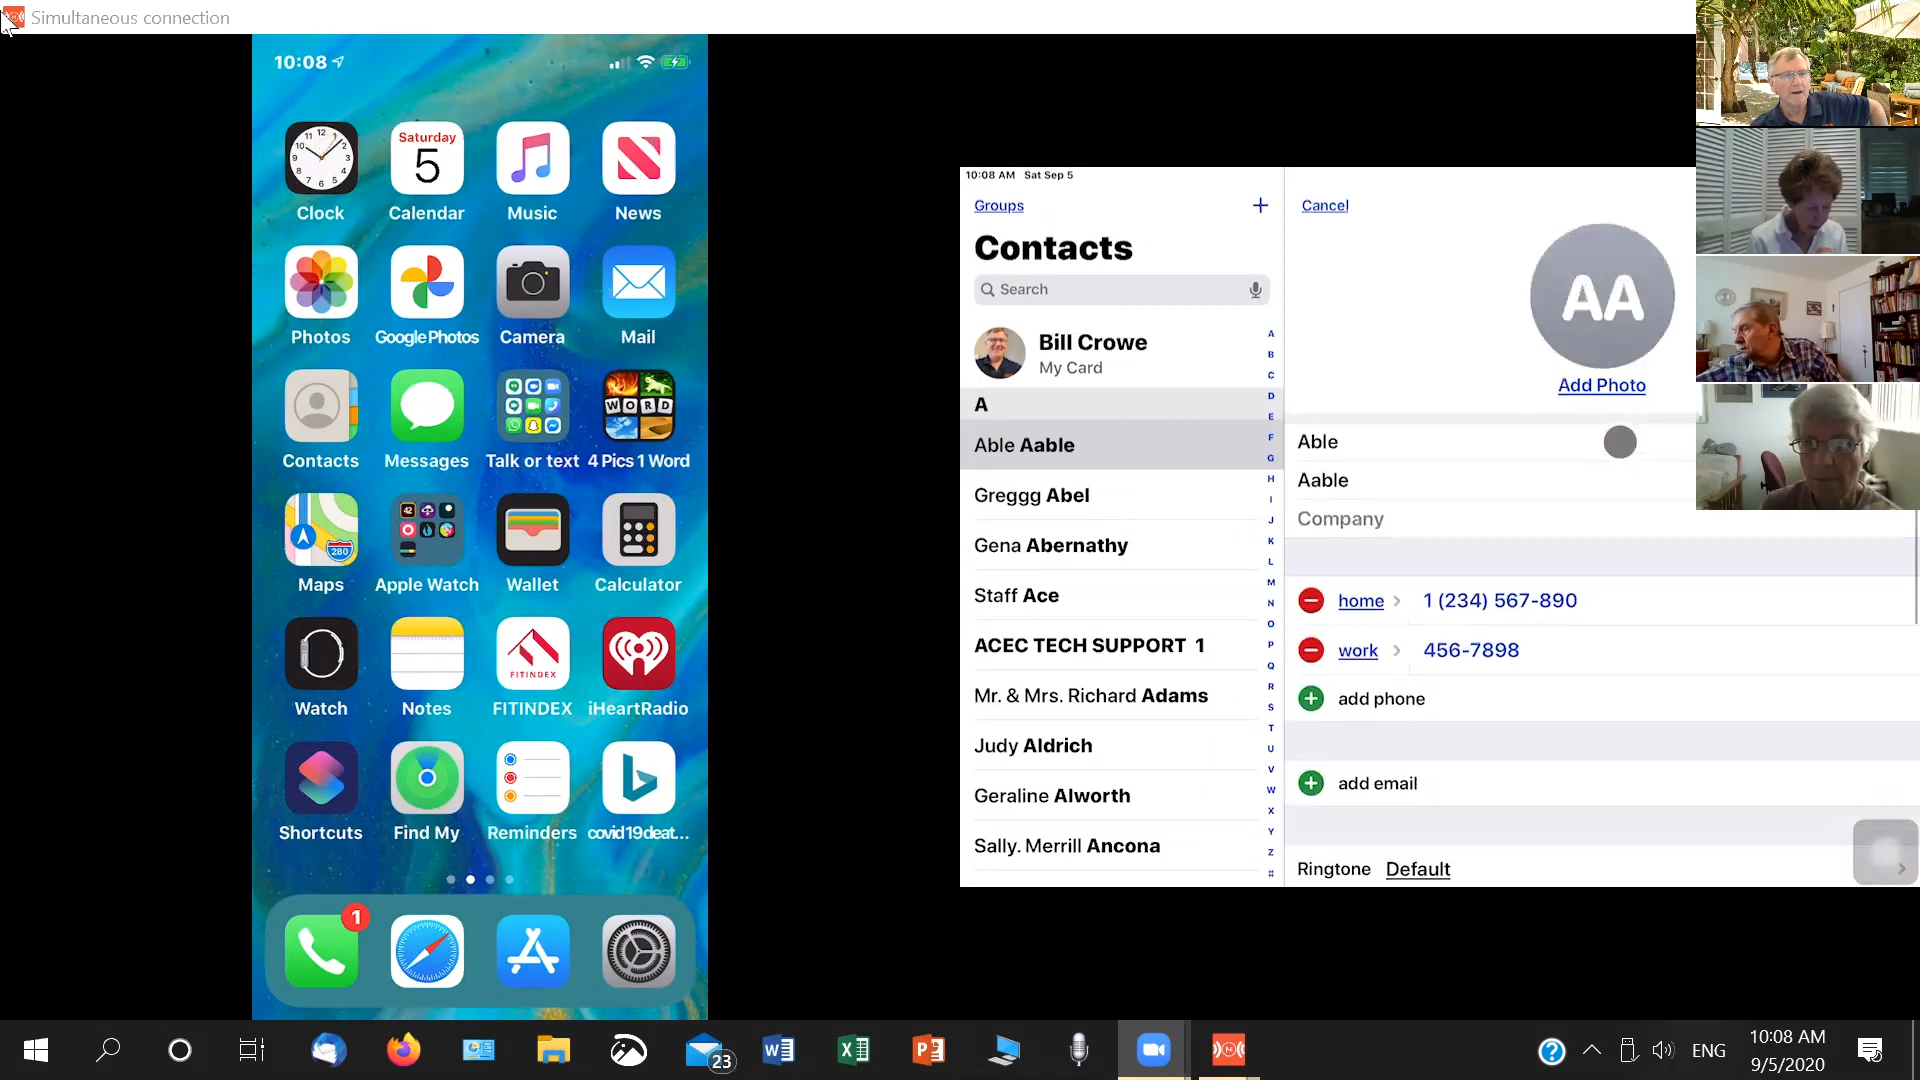 Simultaneous connection
10:08
Saturday
5
Clock
Calendar
Music
News
Photos
Google Photos
Camera
Mail
WORD
Contacts
Messages
Talk or text
4 Pics 1 Word
280
42
Maps
Apple Watch
Wallet
Calculator
FITINDEX
Watch
Notes
FITINDEX
iHeartRadio
Shortcuts
Find My
Reminders
covid19deat...
1
10:08 AM Sat Sep 5
Groups
+
Contacts
Search
Bill Crowe
My Card
A
Able Aable
Greggg Abel
Gena Abernathy
Staff Ace
ACEC TECH SUPPORT 1
Mr. & Mrs. Richard Adams
Judy Aldrich
Geraline Alworth
Sally. Merrill Ancona
A
B
C
D
E
F
G
H
I
J
K
L
M
N
O
P
Q
R
S
T
U
V
W
X
Y
Z
#
Cancel
AA
Add Photo
Able
Aable
Company
home 1 (234) 567-890
work 456-7898
add phone
add email
Ringtone Default
23
ENG
10:08 AM
9/5/2020